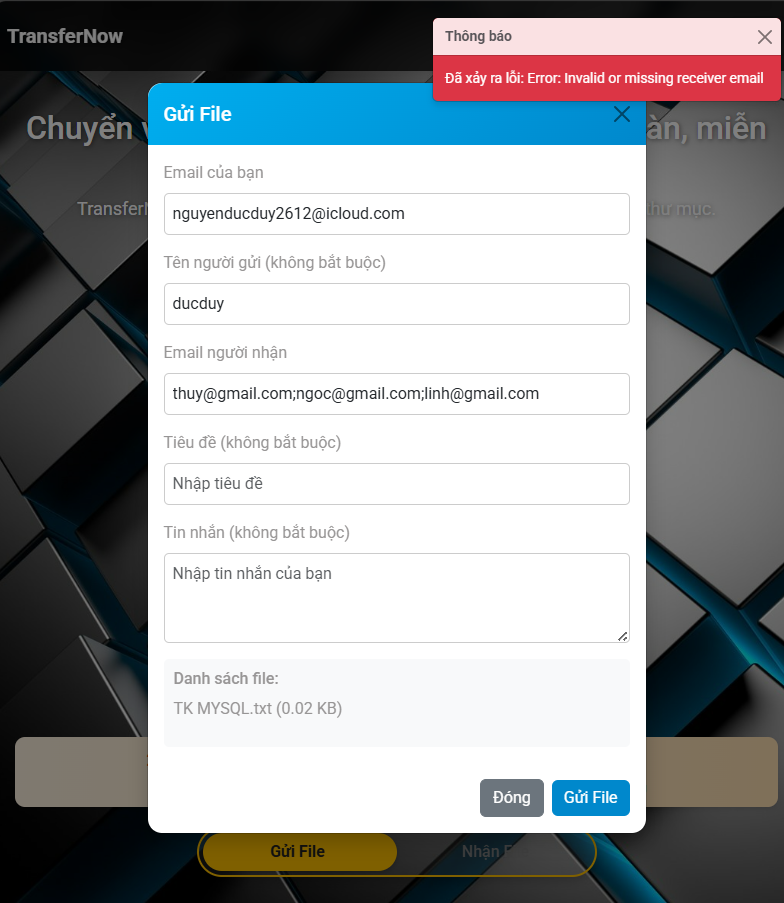 TransferNow
Thông báo
Đã xảy ra lỗi: Error: Invalid or missing receiver email
Gửi File
Chuyển
àn, miễn
Transfer
thư mục.
Email của bạn
nguyenducduy2612@icloud.com
Tên người gửi (không bắt buộc)
ducduy
Email người nhận
thuy@gmail.com;ngoc@gmail.com;linh@gmail.com
Tiêu đề (không bắt buộc)
Nhập tiêu đề
Tin nhắn (không bắt buộc)
Nhập tin nhắn của bạn
Danh sách file:
TK MYSQL.txt (0.02 KB)
Đóng
Gửi File
Gửi File
Nhận F